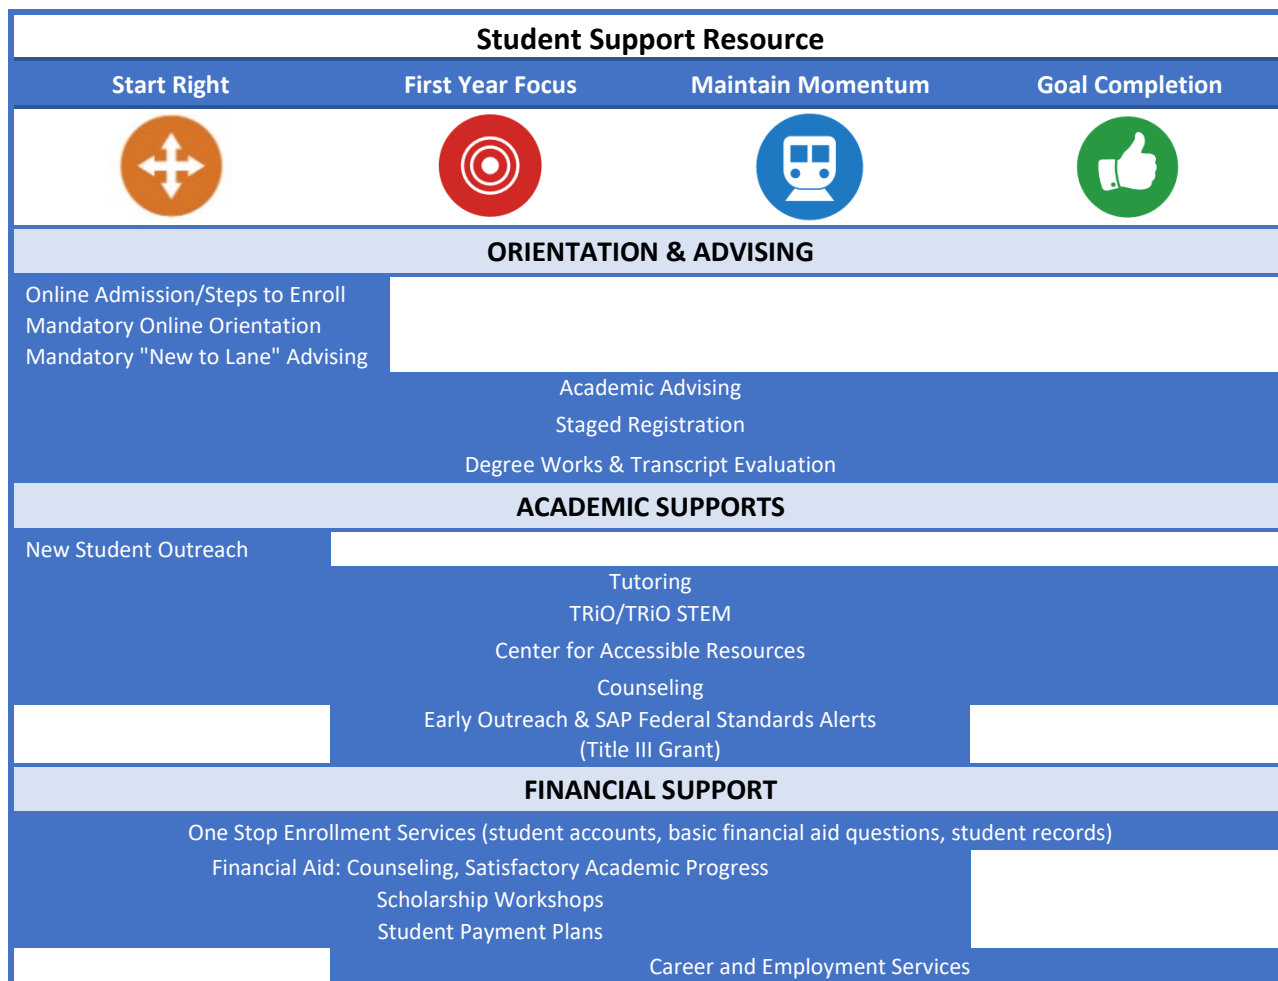 Student Support Resource
Start Right First Year Focus Maintain Momentum Goal Completion
ORIENTATION & ADVISING
Online Admission/Steps to Enroll
Mandatory Online Orientation
Mandatory "New to Lane" Advising
Academic Advising
Staged Registration
Degree Works & Transcript Evaluation
ACADEMIC SUPPORTS
New Student Outreach
Tutoring
TRiO/TRiO STEM
Center for Accessible Resources
Counseling
Early Outreach & SAP Federal Standards Alerts
(Title III Grant)
FINANCIAL SUPPORT
One Stop Enrollment Services (student accounts, basic financial aid questions, student records)
Financial Aid: Counseling, Satisfactory Academic Progress
Scholarship Workshops
Student Payment Plans
Career and Employment Services